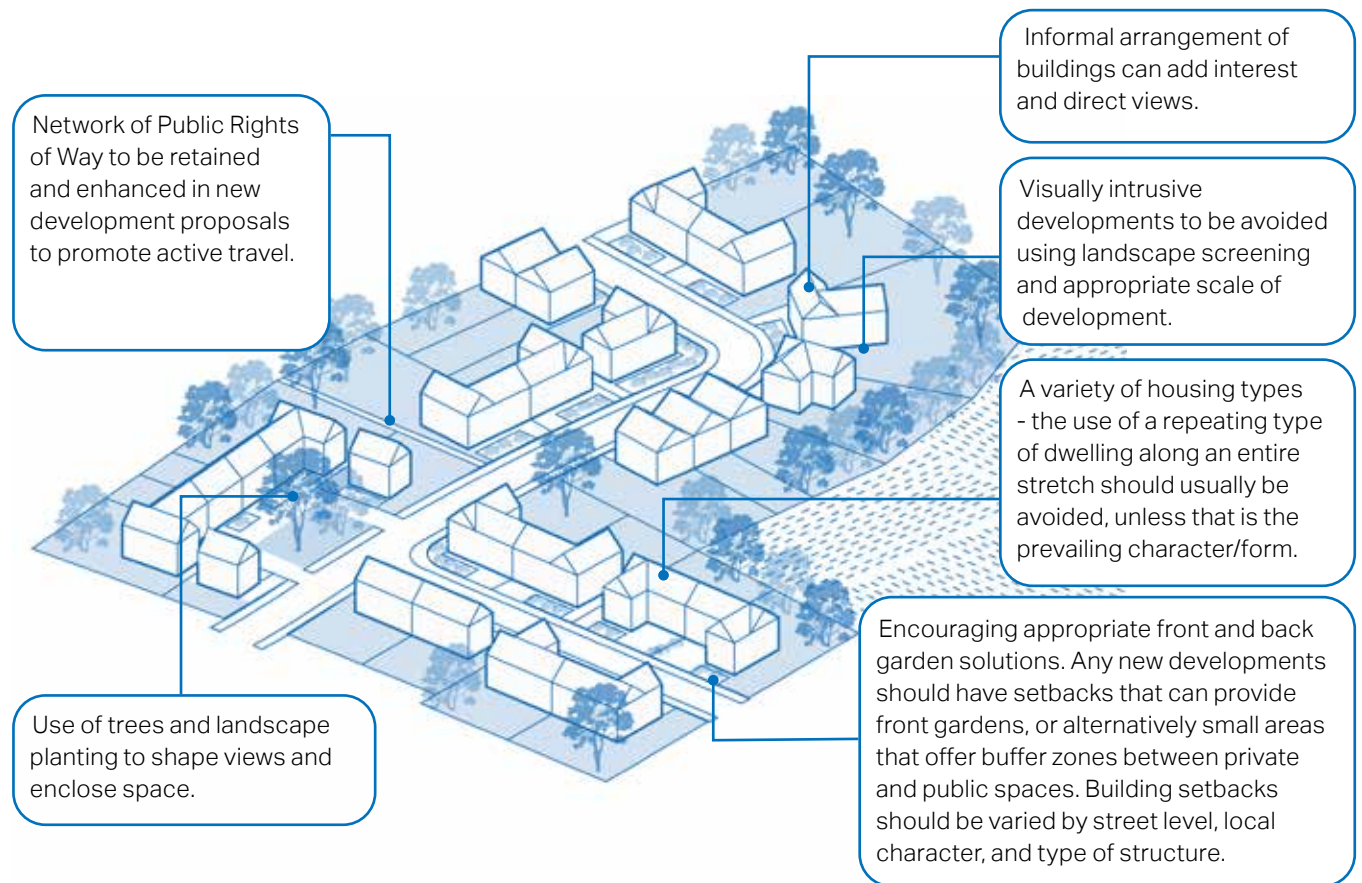 Network of Public Rights
of Way to be retained
and enhanced in new
development proposals
to promote active travel.
Use of trees and landscape
planting to shape views and
enclose space.
Informal arrangement of
buildings can add interest
and direct views.
Visually intrusive
developments to be avoided
using landscape screening
and appropriate scale of
development.
A variety of housing types
- the use of a repeating type
of dwelling along an entire
stretch should usually be
avoided, unless that is the
prevailing character/form.
Encouraging appropriate front and back
garden solutions. Any new developments
should have setbacks that can provide
front gardens, or alternatively small areas
that offer buffer zones between private
and public spaces. Building setbacks
should be varied by street level, local
character, and type of structure.